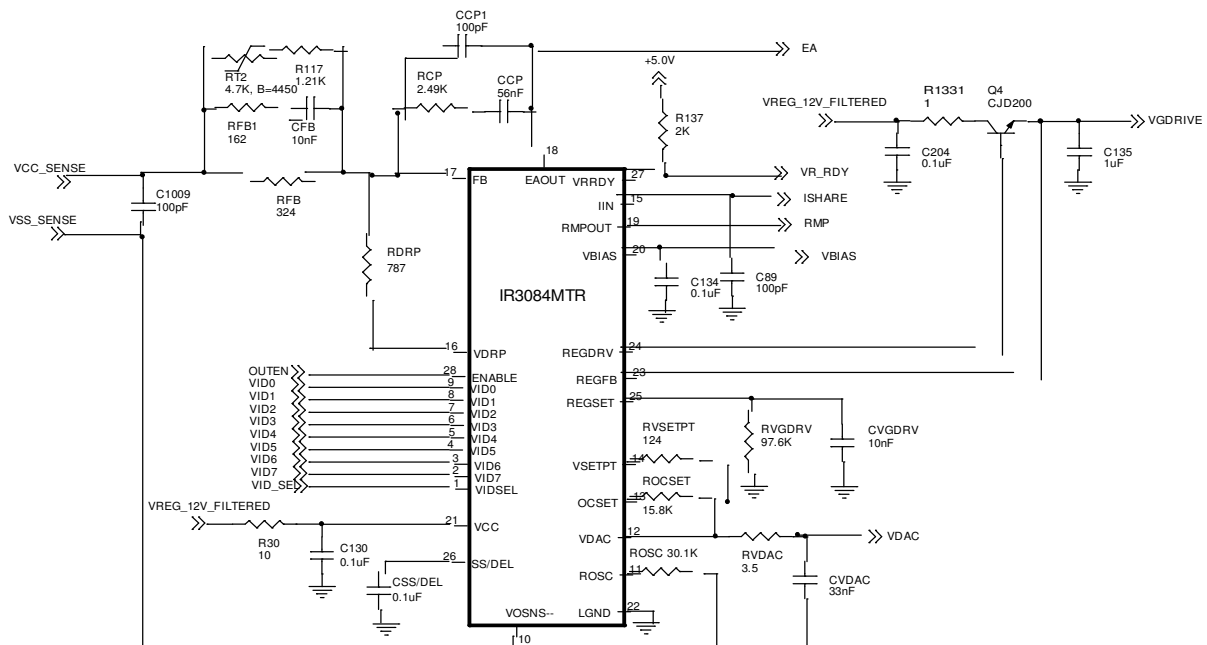 CCP1
100pF
EA
RT2
4.7K, B=4450
R117
1.21K
RCP
2.49K
CCP
56nF
+5.0V
R137
2K
R1331
1
Q4
CJD200
VREG_12V_FILTERED
VGDRIVE
C204
0.1uF
C135
1uF
RFB1
162
CFB
10nF
VCC_SENSE
VSS_SENSE
C1009
100pF
RFB
324
RDRP
787
17
FB
18
EAOUT
VRRDY
27
VR_RDY
IIN
15
ISHARE
RMPOUT
19
RMP
VBIAS
20
VBIAS
C134
0.1uF
C89
100pF
IR3084MTR
16
VDRP
REGDRV
24
REGFB
23
REGSET
25
OUTEN
28
ENABLE
VID0
9
VID0
VID1
8
VID1
VID2
7
VID2
VID3
6
VID3
VID4
5
VID4
VID5
4
VID5
VID6
3
VID6
VID7
2
VID7
VID_SEL
1
VIDSEL
RVSETPT
124
VSETPT
14
ROCSET
15.8K
OCSET
13
RVGDRV
97.6K
CVGDRV
10nF
VREG_12V_FILTERED
R30
10
21
VCC
C130
0.1uF
26
SS/DEL
CSS/DEL
0.1uF
VDAC
12
RVDAC
3.5
VDAC
CVDAC
33nF
ROSC 30.1K
ROSC
11
VOSNS--
10
LGND
22